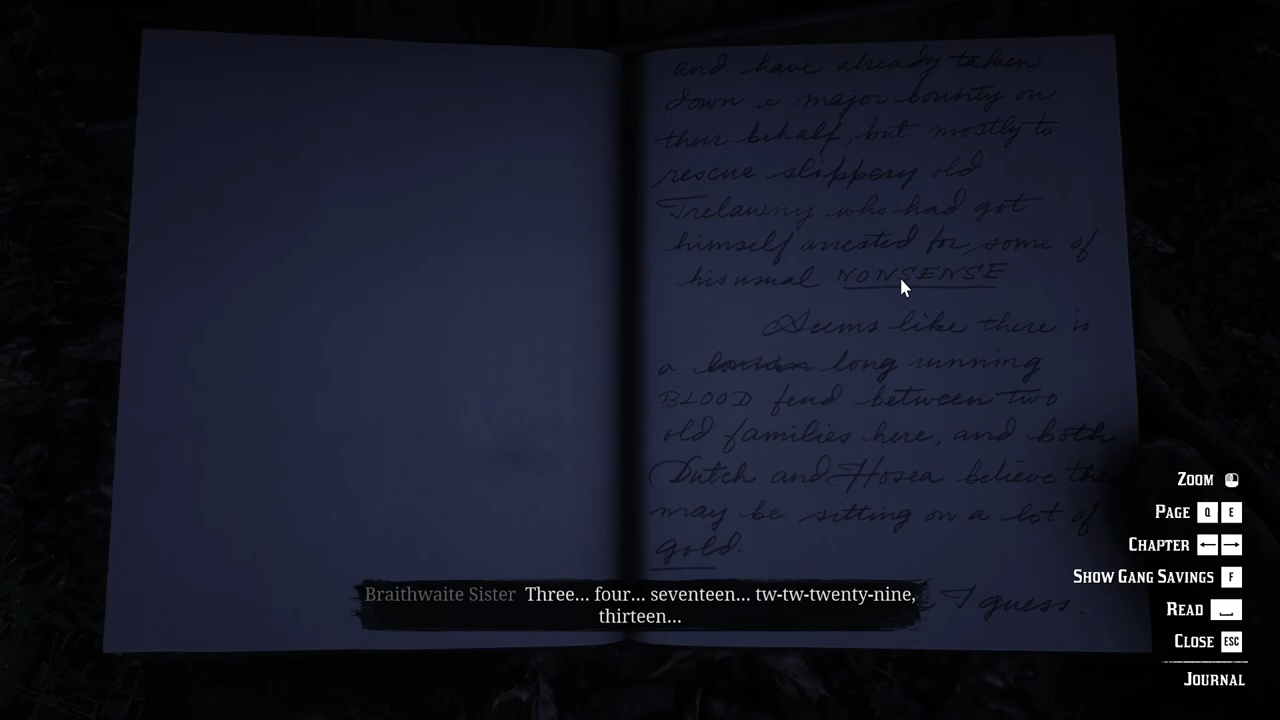 and have already taken
down a major bounty on
their behalf, but mostly to
rescue slippery old
Trelawny who had got
himself arrested for some of
his usual NONSENSE
Seems like there is
a long running
BLOOD feud between two
old families here, and both
Dutch and Hosea believe they
may be sitting on a lot of
gold.
I guess.
Braithwaite Sister Three... four... seventeen... tw-tw-twenty-nine,
thirteen...
ZOOM
PAGE Q E
CHAPTER ← →
SHOW GANG SAVINGS F
READ
CLOSE ESC
JOURNAL